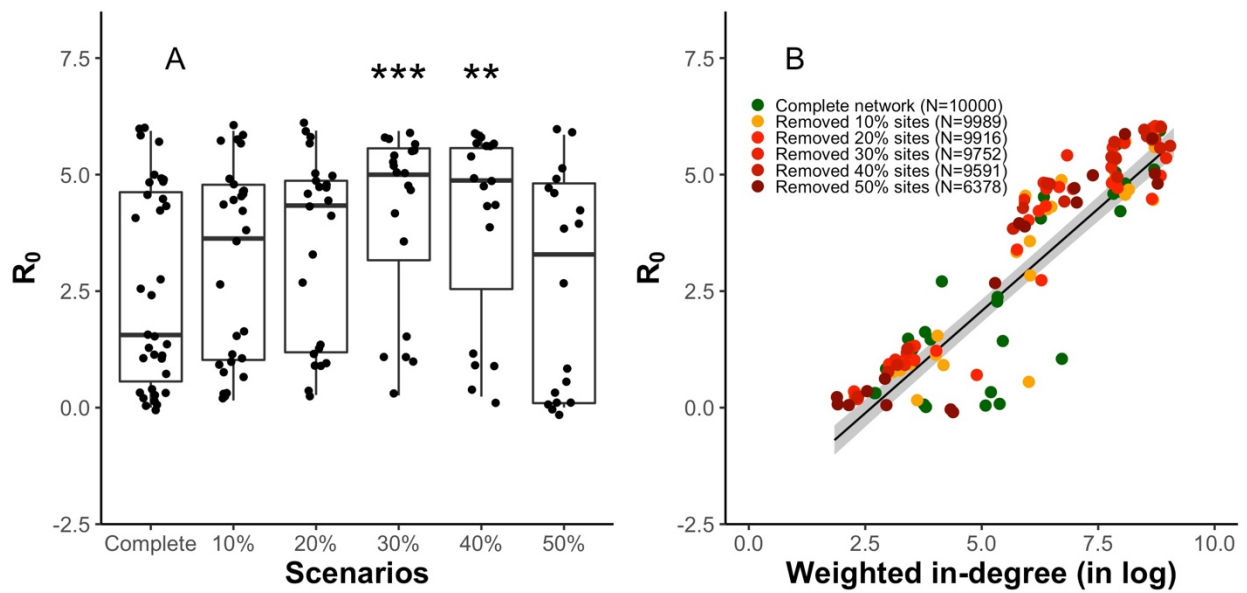 A
*** **
7.5
5.0
2.5
0.0
-2.5
R0
Complete 10% 20% 30% 40% 50%
Scenarios
B
Complete network (N=10000)
Removed 10% sites (N=9989)
Removed 20% sites (N=9916)
Removed 30% sites (N=9752)
Removed 40% sites (N=9591)
Removed 50% sites (N=6378)
7.5
5.0
2.5
0.0
-2.5
R0
0.0 2.5 5.0 7.5 10.0
Weighted in-degree (in log)